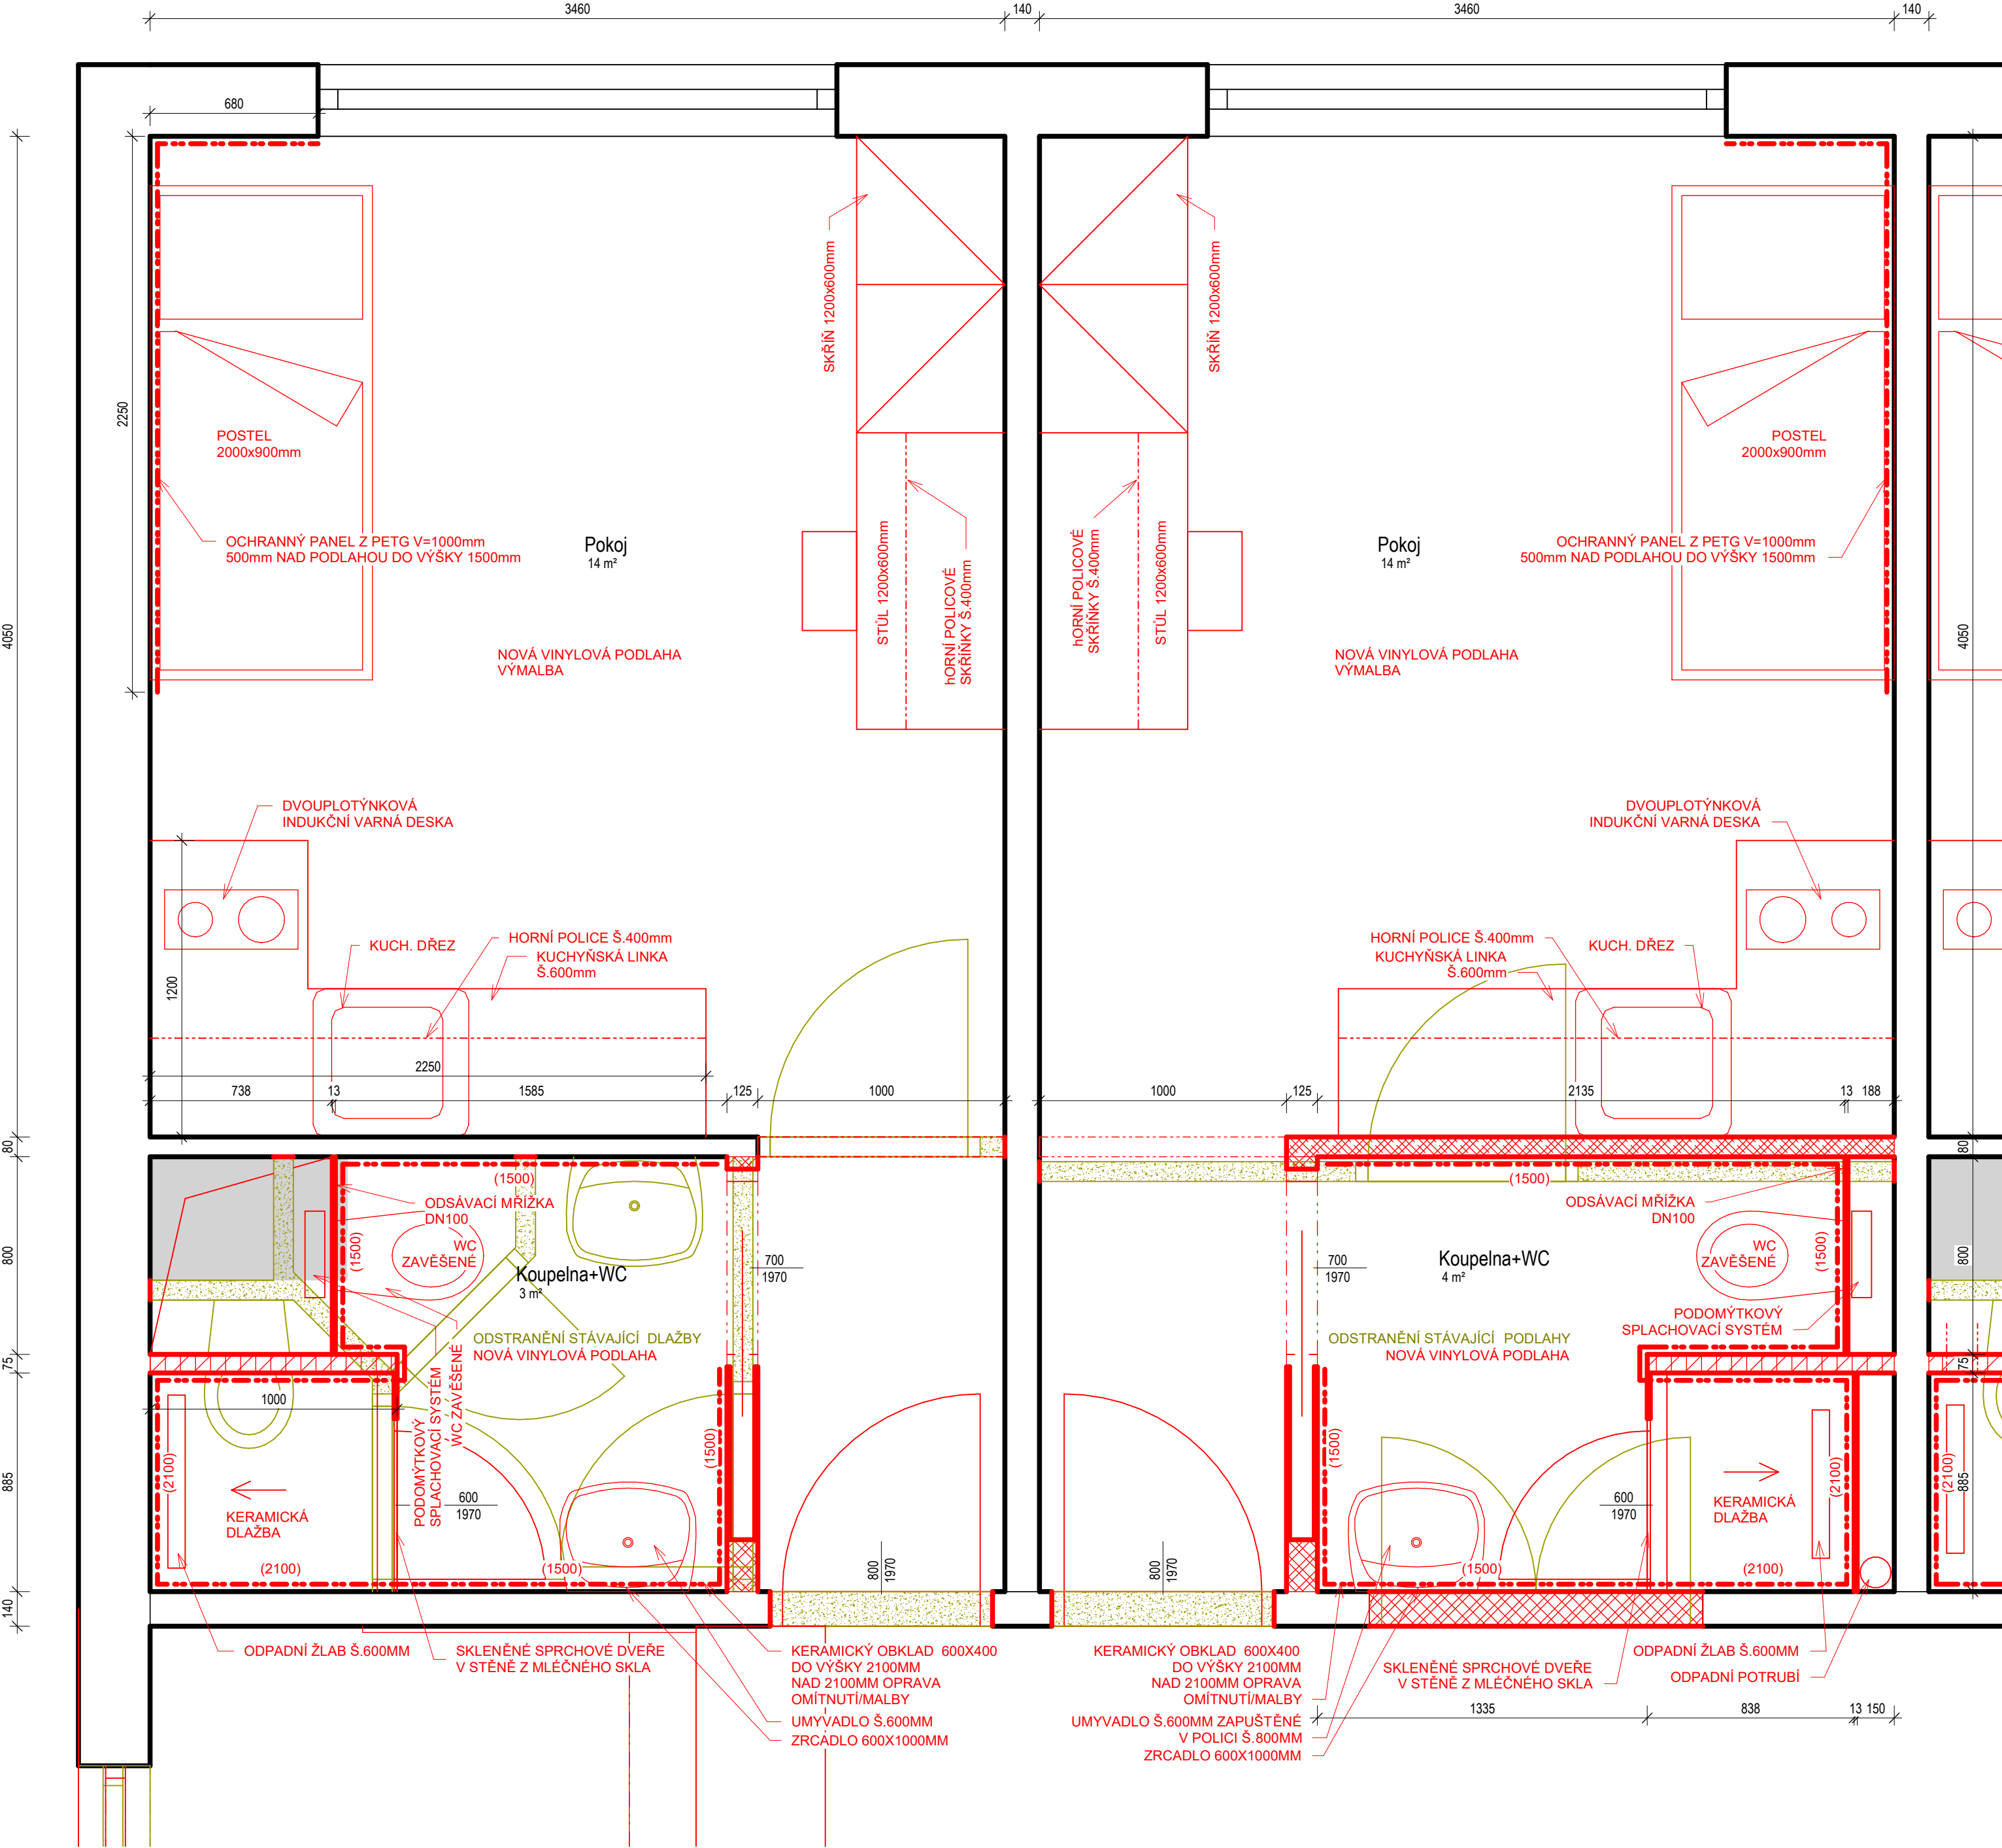 3460
140
3460
140
680
2250
4050
4050
SKŘÍŇ 1200x600mm
SKŘÍŇ 1200x600mm
POSTEL
2000x900mm
POSTEL
2000x900mm
OCHRANNÝ PANEL Z PETG V=1000mm
500mm NAD PODLAHOU DO VÝŠKY 1500mm
Pokoj
14 m²
STŮL 1200x600mm
hORNÍ POLICOVÉ
SKŘÍŇKY Š.400mm
hORNÍ POLICOVÉ
SKŘÍŇKY Š.400mm
STŮL 1200x600mm
Pokoj
14 m²
OCHRANNÝ PANEL Z PETG V=1000mm
500mm NAD PODLAHOU DO VÝŠKY 1500mm
NOVÁ VINYLOVÁ PODLAHA
VÝMALBA
NOVÁ VINYLOVÁ PODLAHA
VÝMALBA
DVOUPLOTÝNKOVÁ
INDUKČNÍ VARNÁ DESKA
DVOUPLOTÝNKOVÁ
INDUKČNÍ VARNÁ DESKA
KUCH. DŘEZ
HORNÍ POLICE Š.400mm
KUCHYŇSKÁ LINKA
Š.600mm
HORNÍ POLICE Š.400mm
KUCHYŇSKÁ LINKA
Š.600mm
KUCH. DŘEZ
1200
2250
738
13
1585
125
1000
1000
125
2135
13
188
80
80
(1500)
(1500)
ODSÁVACÍ MŘÍŽKA
DN100
ODSÁVACÍ MŘÍŽKA
DN100
800
(1500)
WC
ZAVĚŠENÉ
Koupelna+WC
3 m²
700
1970
700
1970
Koupelna+WC
4 m²
WC
ZAVĚŠENÉ
(1500)
800
PODOMÝTKOVÝ
SPLACHOVACÍ SYSTÉM
ODSTRANĚNÍ STÁVAJÍCÍ DLAŽBY
NOVÁ VINYLOVÁ PODLAHA
ODSTRANĚNÍ STÁVAJÍCÍ PODLAHY
NOVÁ VINYLOVÁ PODLAHA
75
75
1000
PODOMÝTKOVÝ
SPLACHOVACÍ SYSTÉM
WC ZAVĚŠENÉ
885
(2100)
(1500)
(1500)
(2100)
(2100)
885
KERAMICKÁ
DLAŽBA
600
1970
600
1970
KERAMICKÁ
DLAŽBA
(2100)
(1500)
800
1970
800
1970
(1500)
(2100)
140
ODPADNÍ ŽLAB Š.600MM
SKLENĚNÉ SPRCHOVÉ DVEŘE
V STĚNĚ Z MLÉČNÉHO SKLA
KERAMICKÝ OBKLAD 600X400
DO VÝŠKY 2100MM
NAD 2100MM OPRAVA
OMÍTNUTÍ/MALBY
UMYVADLO Š.600MM
ZRCADLO 600X1000MM
KERAMICKÝ OBKLAD 600X400
DO VÝŠKY 2100MM
NAD 2100MM OPRAVA
OMÍTNUTÍ/MALBY
UMYVADLO Š.600MM ZAPUŠTĚNÉ
V POLICI Š.800MM
ZRCADLO 600X1000MM
SKLENĚNÉ SPRCHOVÉ DVEŘE
V STĚNĚ Z MLÉČNÉHO SKLA
ODPADNÍ ŽLAB Š.600MM
ODPADNÍ POTRUBÍ
1335
838
13
150